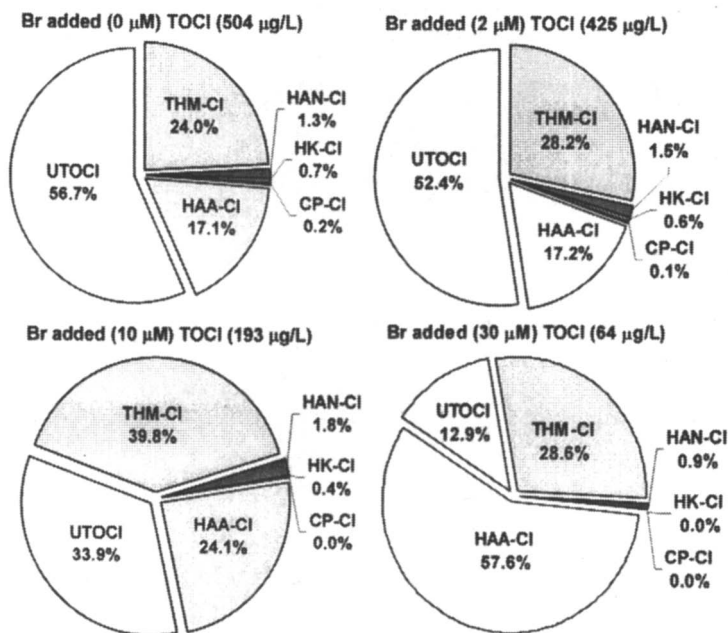 Br added (0 μM) TOCl (504 μg/L)
THM-Cl
24.0%
HAN-Cl
1.3%
HK-Cl
0.7%
CP-Cl
0.2%
HAA-Cl
17.1%
UTOCl
56.7%
Br added (2 μM) TOCl (425 μg/L)
THM-Cl
28.2%
HAN-Cl
1.5%
HK-Cl
0.6%
CP-Cl
0.1%
HAA-Cl
17.2%
UTOCl
52.4%
Br added (10 μM) TOCl (193 μg/L)
THM-Cl
39.8%
HAN-Cl
1.8%
HK-Cl
0.4%
CP-Cl
0.0%
HAA-Cl
24.1%
UTOCl
33.9%
Br added (30 μM) TOCl (64 μg/L)
UTOCl
12.9%
THM-Cl
28.6%
HAN-Cl
0.9%
HK-Cl
0.0%
CP-Cl
0.0%
HAA-Cl
57.6%